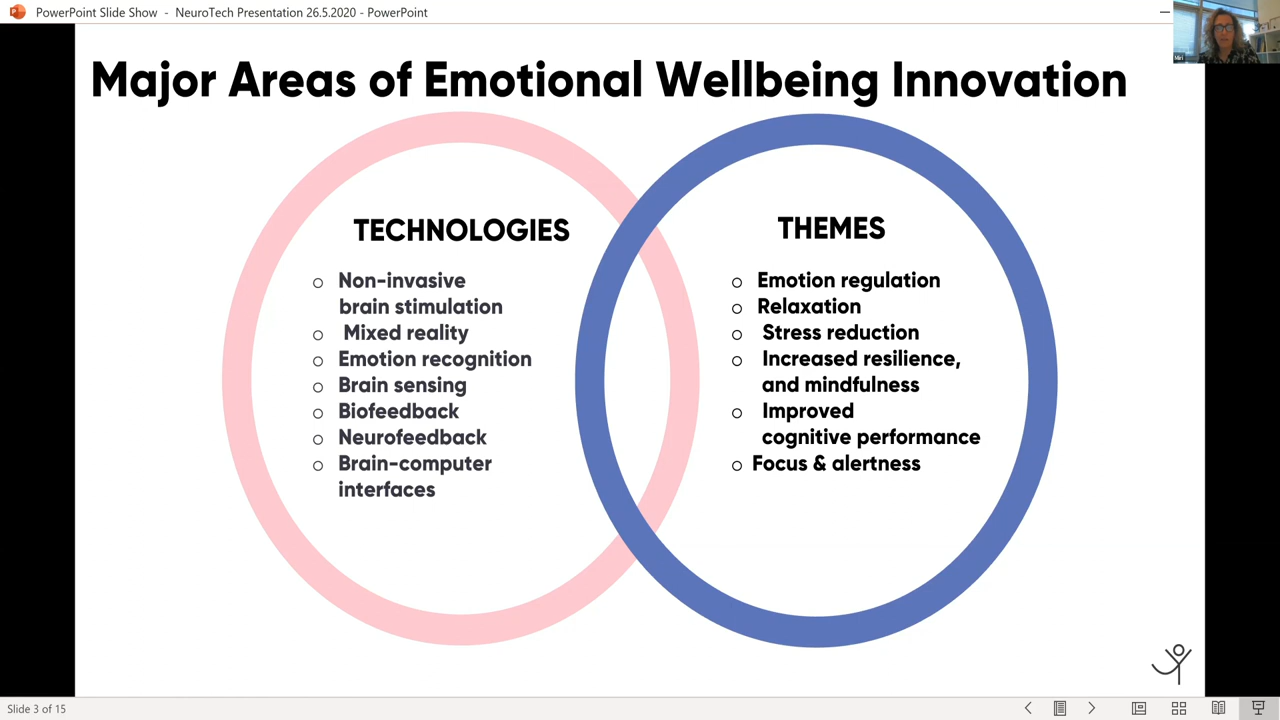 PowerPoint Slide Show - NeuroTech Presentation 26.5.2020 - PowerPoint
Major Areas of Emotional Wellbeing Innovation
TECHNOLOGIES
Non-invasive
brain stimulation
Mixed reality
Emotion recognition
Brain sensing
Biofeedback
Neurofeedback
Brain-computer
interfaces
THEMES
Emotion regulation
Relaxation
Stress reduction
Increased resilience,
and mindfulness
Improved
cognitive performance
Focus & alertness
Miri
Slide 3 of 15